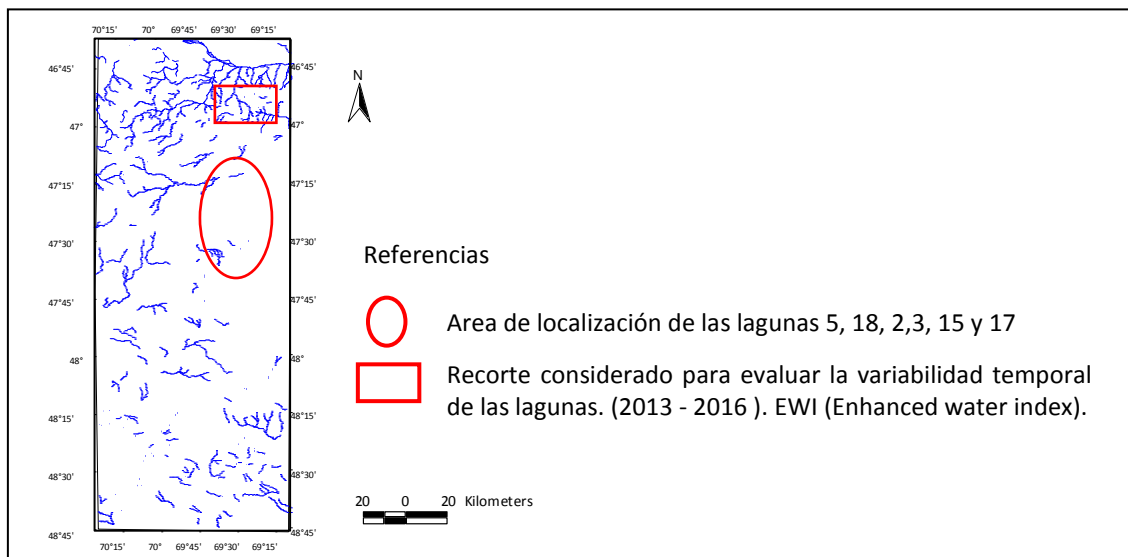 70°15' 70° 69°45' 69°30' 69°15'
46°45' 46°45'
N
47° 47°
47°15' 47°15'
47°30' 47°30'
Referencias
47°45' 47°45'
Area de localización de las lagunas 5, 18, 2,3, 15 y 17
48° 48°
Recorte considerado para evaluar la variabilidad temporal
de las lagunas. (2013 - 2016 ). EWI (Enhanced water index).
48°15' 48°15'
48°30' 48°30'
20 0 20 Kilometers
48°45' 48°45'
70°15' 70° 69°45' 69°30' 69°15'